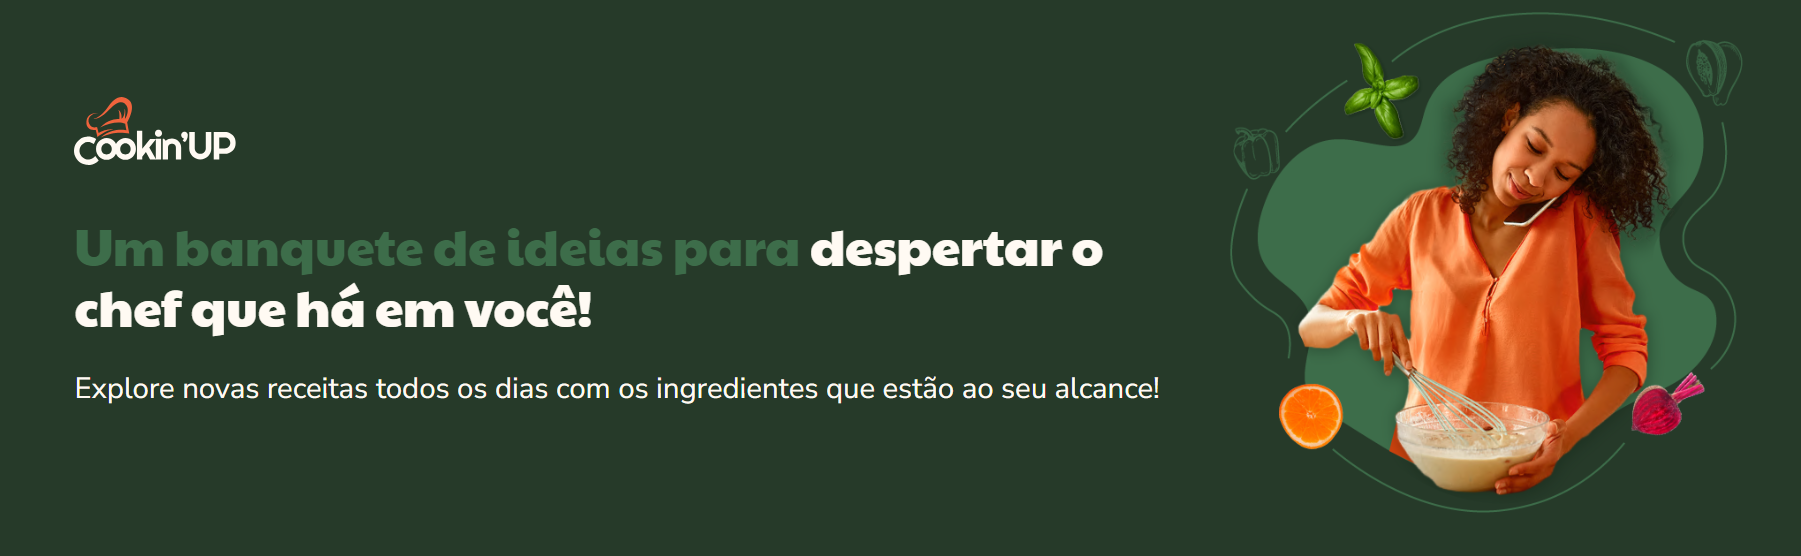 Cookin'UP
Um banquete de ideias para despertar o
chef que há em você!
Explore novas receitas todos os dias com os ingredientes que estão ao seu alcance!